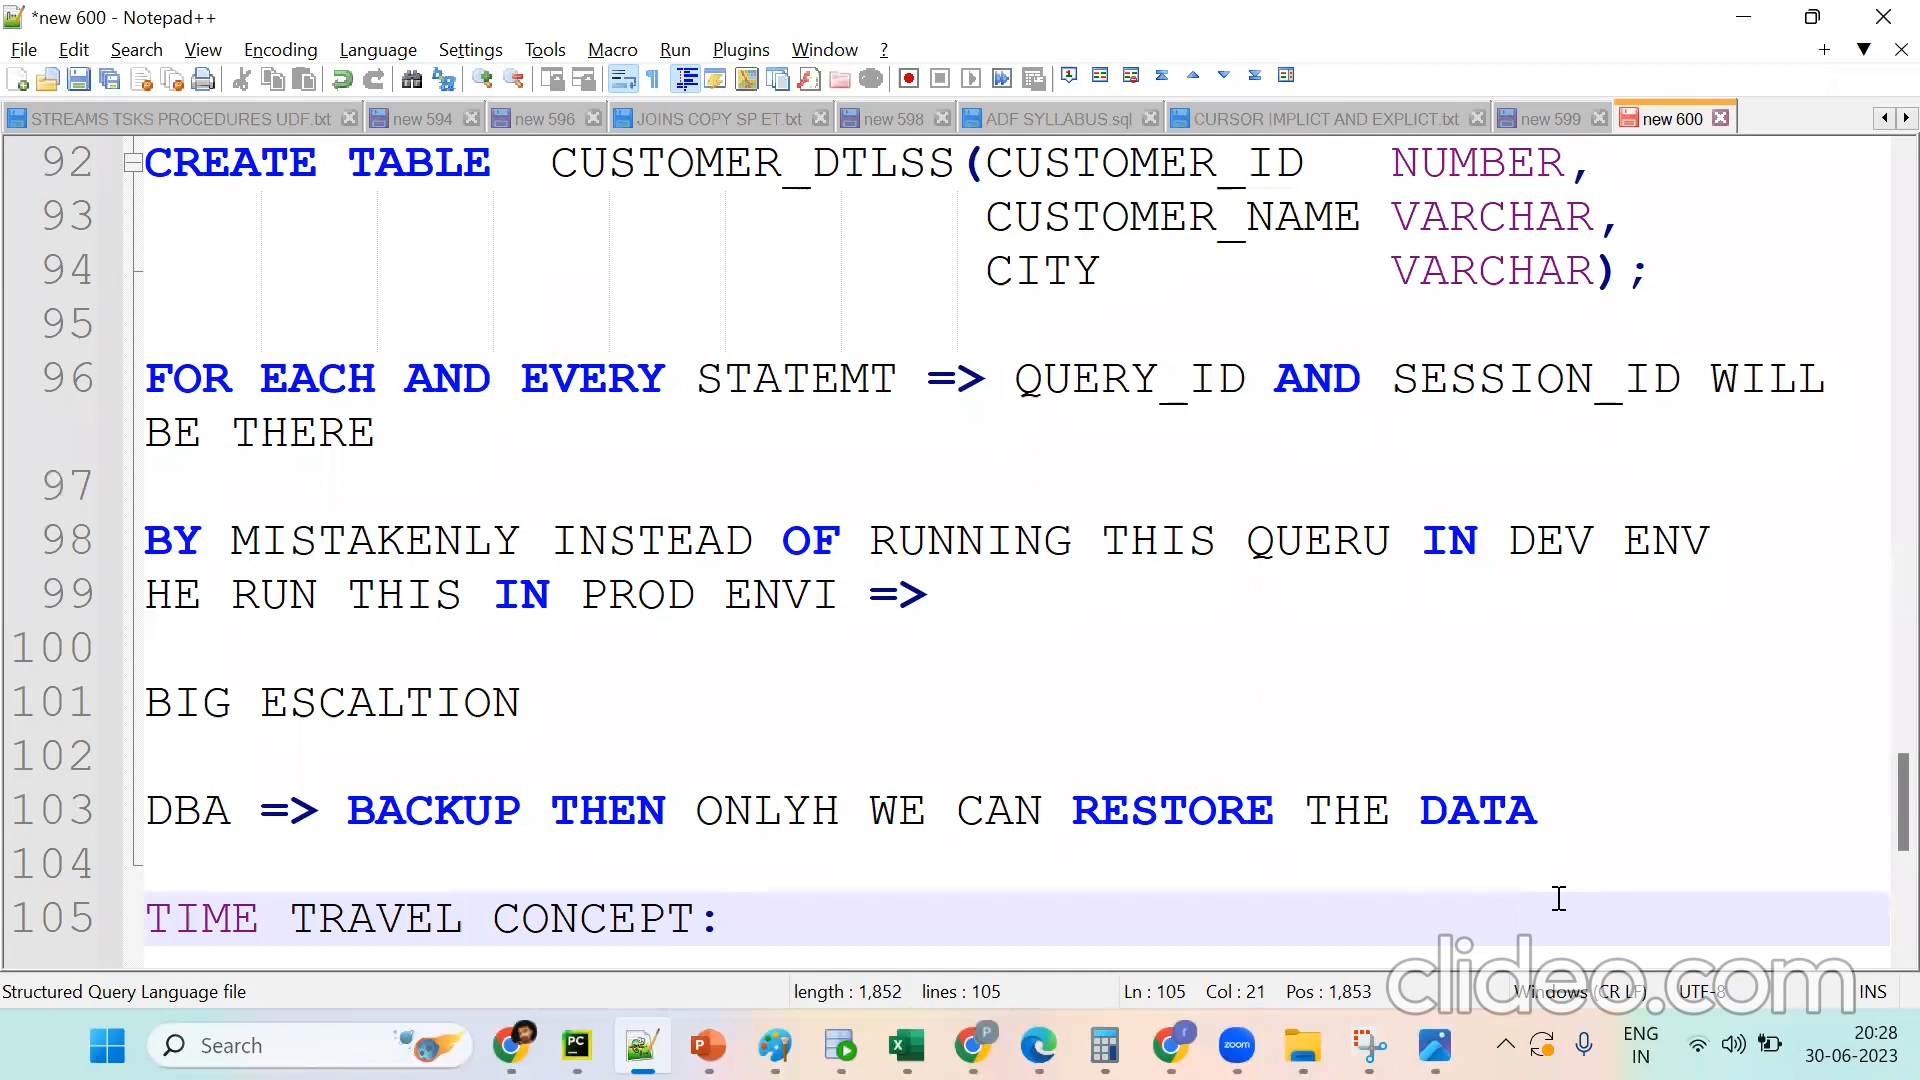 *new 600 - Notepad++
File Edit Search View Encoding Language Settings Tools Macro Run Plugins Window ?
STREAMS TSKS PROCEDURES UDF.txt new 594 new 596 JOINS COPY SP ET.txt new 598 ADF SYLLABUS.sql CURSOR IMPLICT AND EXPLICT.txt new 599 new 600
92 CREATE TABLE CUSTOMER_DTLSS(CUSTOMER_ID NUMBER,
93 CUSTOMER_NAME VARCHAR,
94 CITY VARCHAR);
95
96 FOR EACH AND EVERY STATEMT => QUERY_ID AND SESSION_ID WILL
BE THERE
97
98 BY MISTAKENLY INSTEAD OF RUNNING THIS QUERU IN DEV ENV
99 HE RUN THIS IN PROD ENVI =>
100
101 BIG ESCALTION
102
103 DBA => BACKUP THEN ONLYH WE CAN RESTORE THE DATA
104
105 TIME TRAVEL CONCEPT:
clideo.com
Structured Query Language file length : 1,852 lines : 105 Ln : 105 Col : 21 Pos : 1,853 Windows (CR LF) UTF-8 INS
Search PC P X P r zoom ENG 20:28
IN 30-06-2023